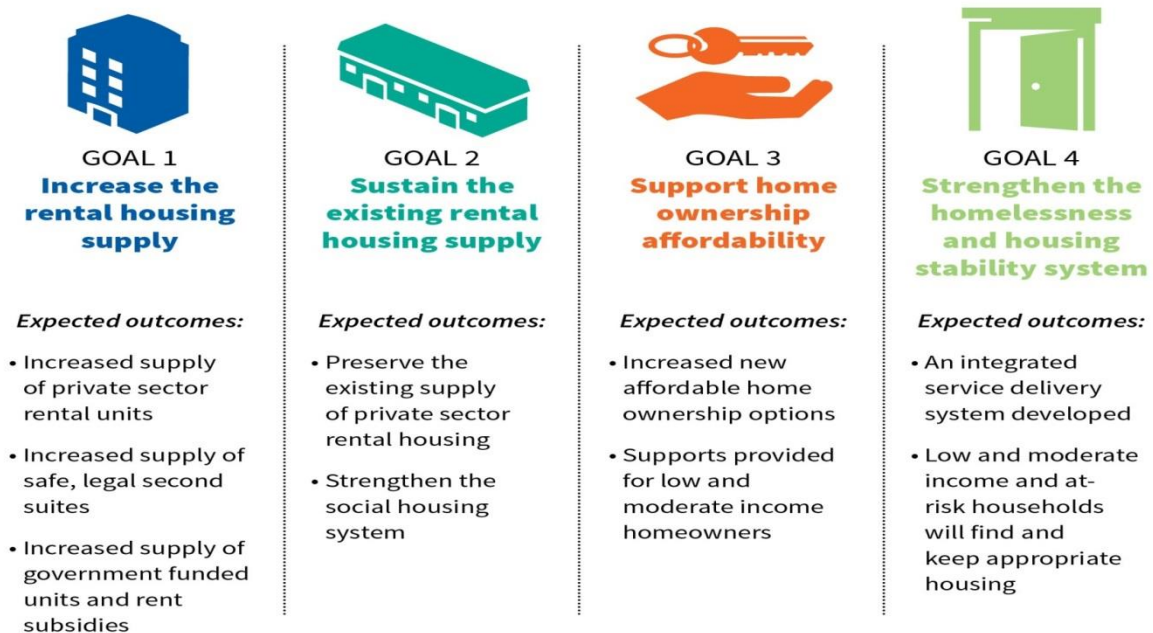 GOAL 1
Increase the
rental housing
supply
Expected outcomes:
• Increased supply
of private sector
rental units
• Increased supply of
safe, legal second
suites
• Increased supply of
government funded
units and rent
subsidies
GOAL 2
Sustain the
existing rental
housing supply
Expected outcomes:
• Preserve the
existing supply
of private sector
rental housing
• Strengthen the
social housing
system
GOAL 3
Support home
ownership
affordability
Expected outcomes:
• Increased new
affordable home
ownership options
• Supports provided
for low and
moderate income
homeowners
GOAL 4
Strengthen the
homelessness
and housing
stability system
Expected outcomes:
• An integrated
service delivery
system developed
• Low and moderate
income and at-
risk households
will find and
keep appropriate
housing